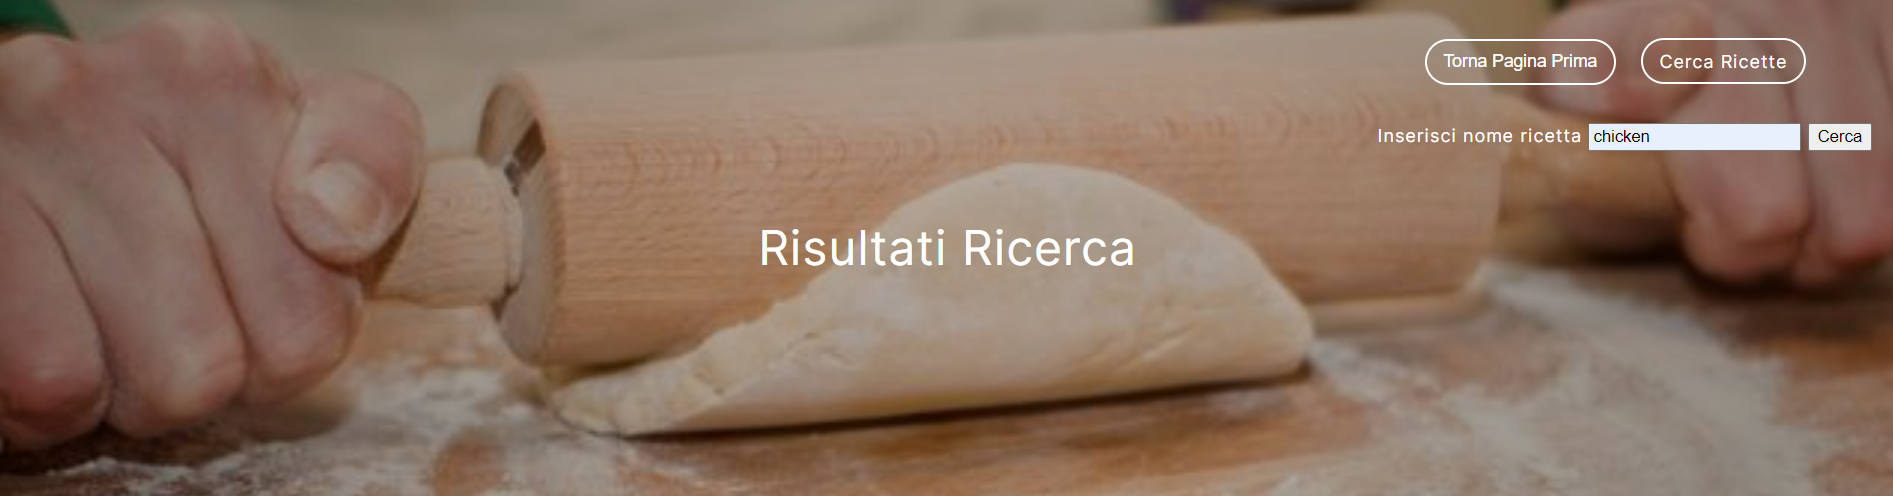 Torna Pagina Prima
Cerca Ricette
Inserisci nome ricetta chicken Cerca
Risultati Ricerca